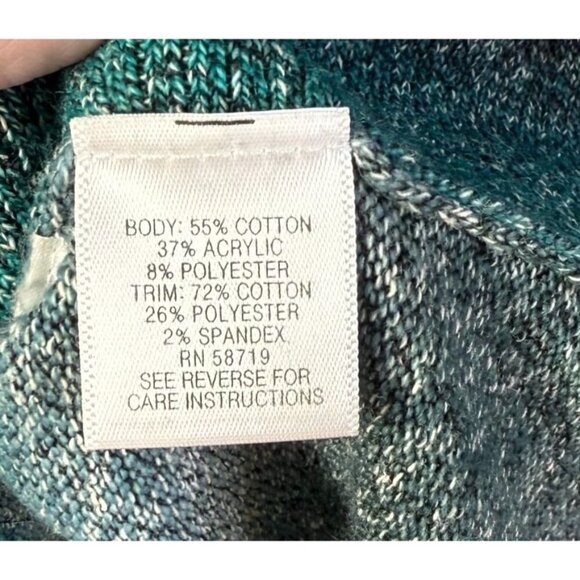 BODY: 55% COTTON
37% ACRYLIC
8% POLYESTER
TRIM: 72% COTTON
26% POLYESTER
2% SPANDEX
RN 58719
SEE REVERSE FOR
CARE INSTRUCTIONS